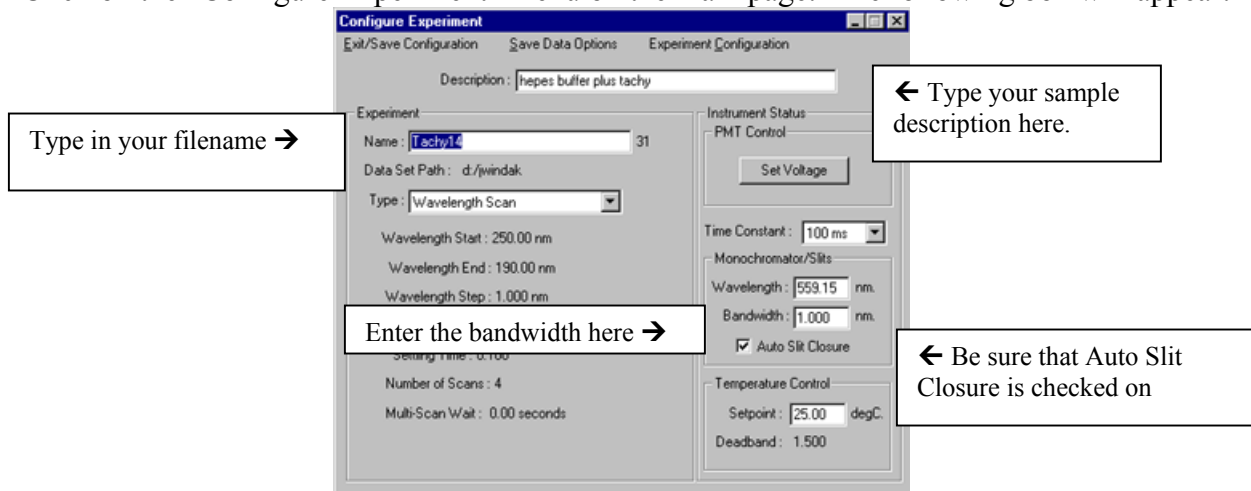 Configure Experiment
Exit/Save Configuration Save Data Options Experiment Configuration
Description : hepes buffer plus tachy
← Type your sample
description here.
Type in your filename →
Experiment
Name : Tachy14 31
Data Set Path : d:/jwindak
Type : Wavelength Scan
Wavelength Start : 250.00 nm
Wavelength End : 190.00 nm
Wavelength Step : 1.000 nm
Enter the bandwidth here →
Number of Scans : 4
Multi-Scan Wait : 0.00 seconds
Instrument Status
PMT Control
Set Voltage
Time Constant : 100 ms
Monochromator/Slits
Wavelength : 559.15 nm.
Bandwidth : 1.000 nm.
Auto Slit Closure
← Be sure that Auto Slit
Closure is checked on
Temperature Control
Setpoint : 25.00 degC.
Deadband : 1.500